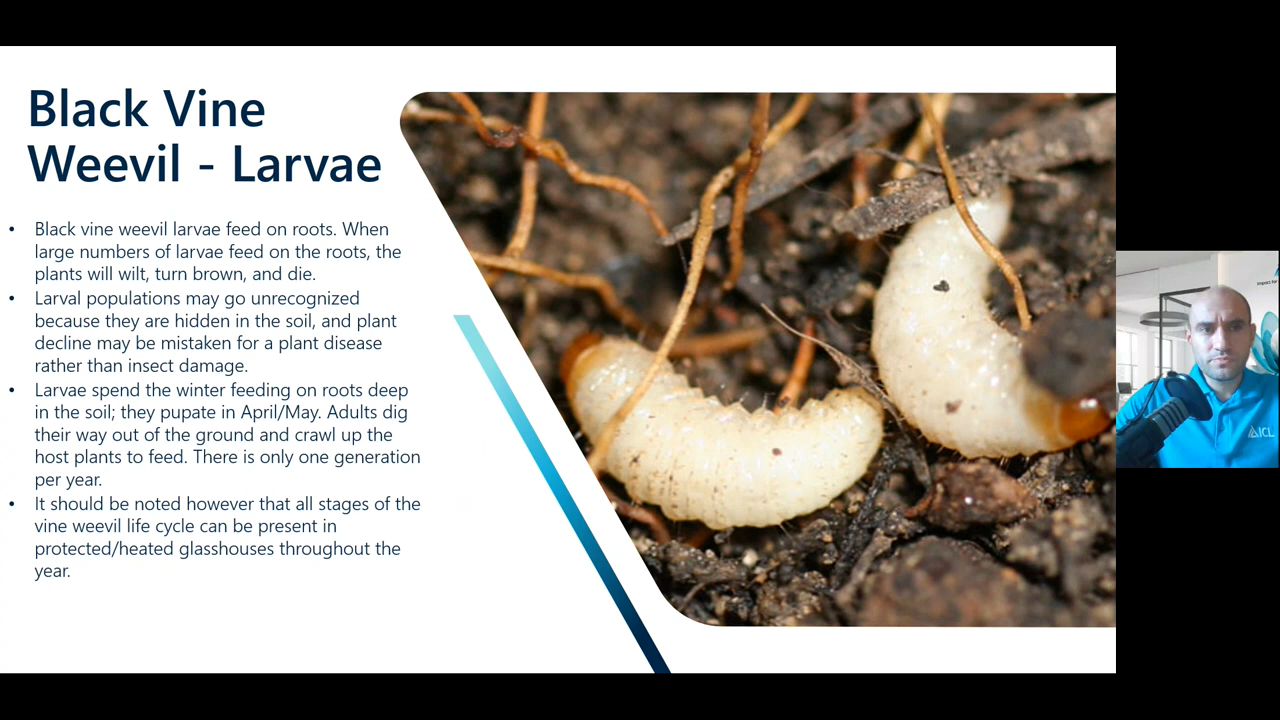 Black Vine
Weevil - Larvae
• Black vine weevil larvae feed on roots. When
large numbers of larvae feed on the roots, the
plants will wilt, turn brown, and die.
• Larval populations may go unrecognized
because they are hidden in the soil, and plant
decline may be mistaken for a plant disease
rather than insect damage.
• Larvae spend the winter feeding on roots deep
in the soil; they pupate in April/May. Adults dig
their way out of the ground and crawl up the
host plants to feed. There is only one generation
per year.
• It should be noted however that all stages of the
vine weevil life cycle can be present in
protected/heated glasshouses throughout the
year.
Impact for
ICL